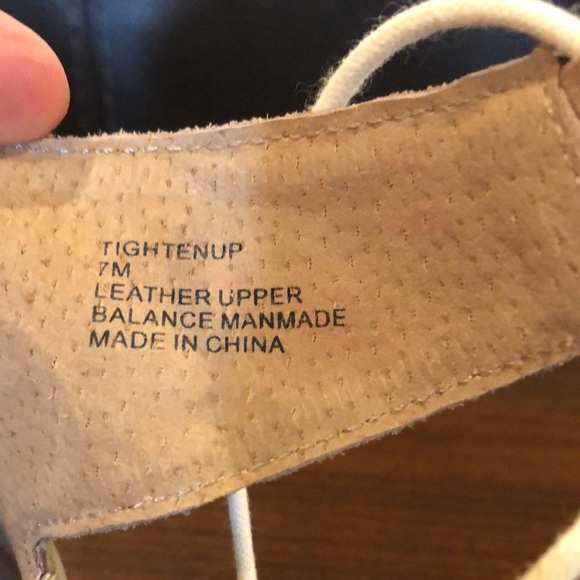 TIGHTENUP
7M
LEATHER UPPER
BALANCE MANMADE
MADE IN CHINA